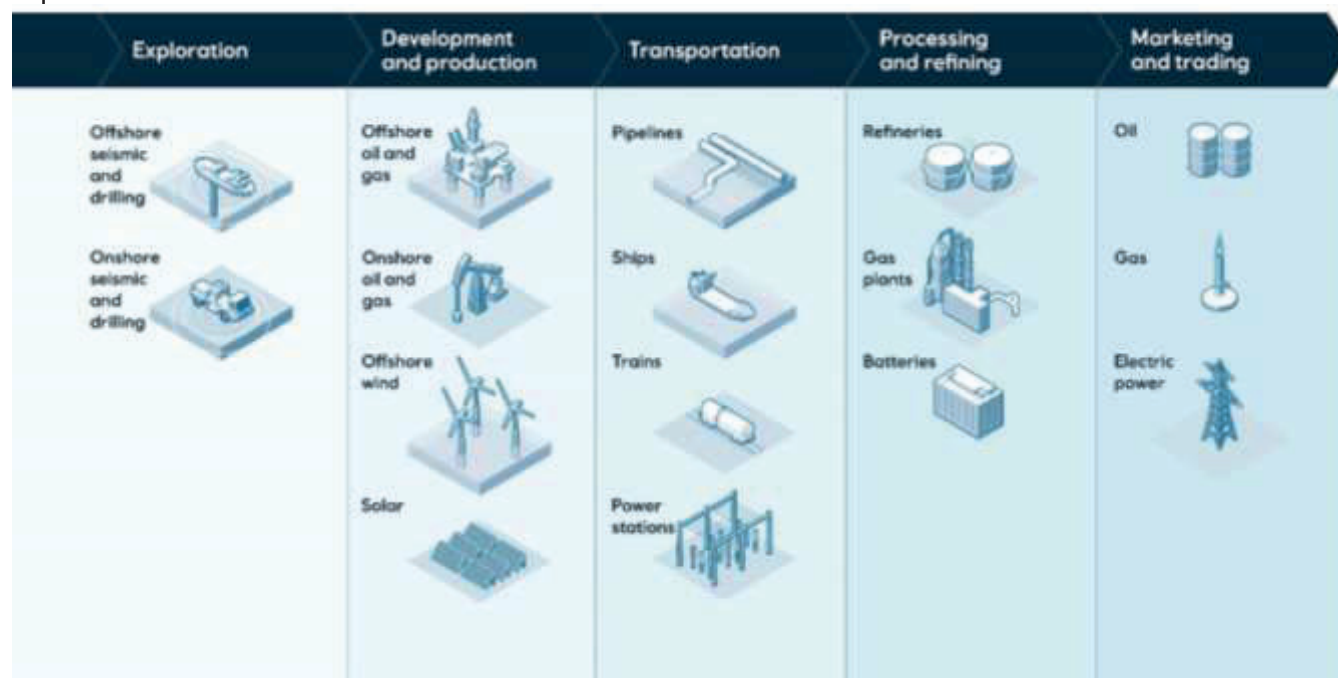 Exploration
Development
and production
Transportation
Processing
and refining
Marketing
and trading
Offshore
seismic
and
drilling
Onshore
seismic
and
drilling
Offshore
oil and
gas
Onshore
oil and
gas
Offshore
wind
Solar
Pipelines
Ships
Trains
Power
stations
Refineries
Gas
plants
Batteries
Oil
Gas
Electric
power